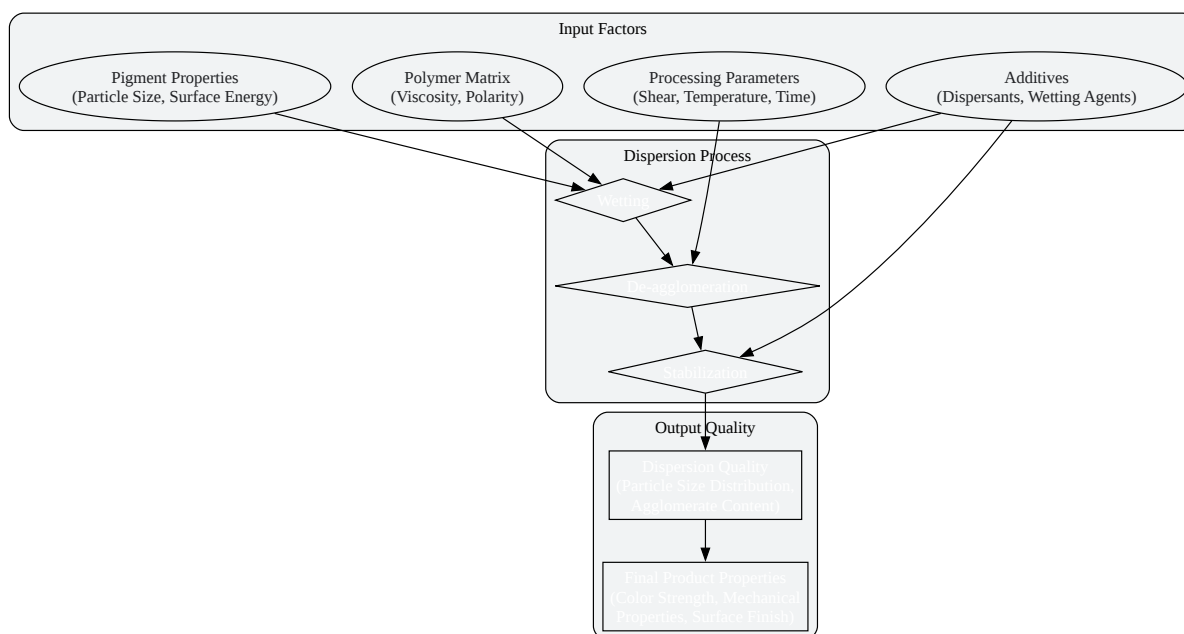 Input Factors
Pigment Properties
(Particle Size, Surface Energy)
Polymer Matrix
(Viscosity, Polarity)
Processing Parameters
(Shear, Temperature, Time)
Additives
(Dispersants, Wetting Agents)
Dispersion Process
Wetting
De-agglomeration
Stabilization
Output Quality
Dispersion Quality
(Particle Size Distribution,
Agglomerate Content)
Final Product Properties
(Color Strength, Mechanical
Properties, Surface Finish)